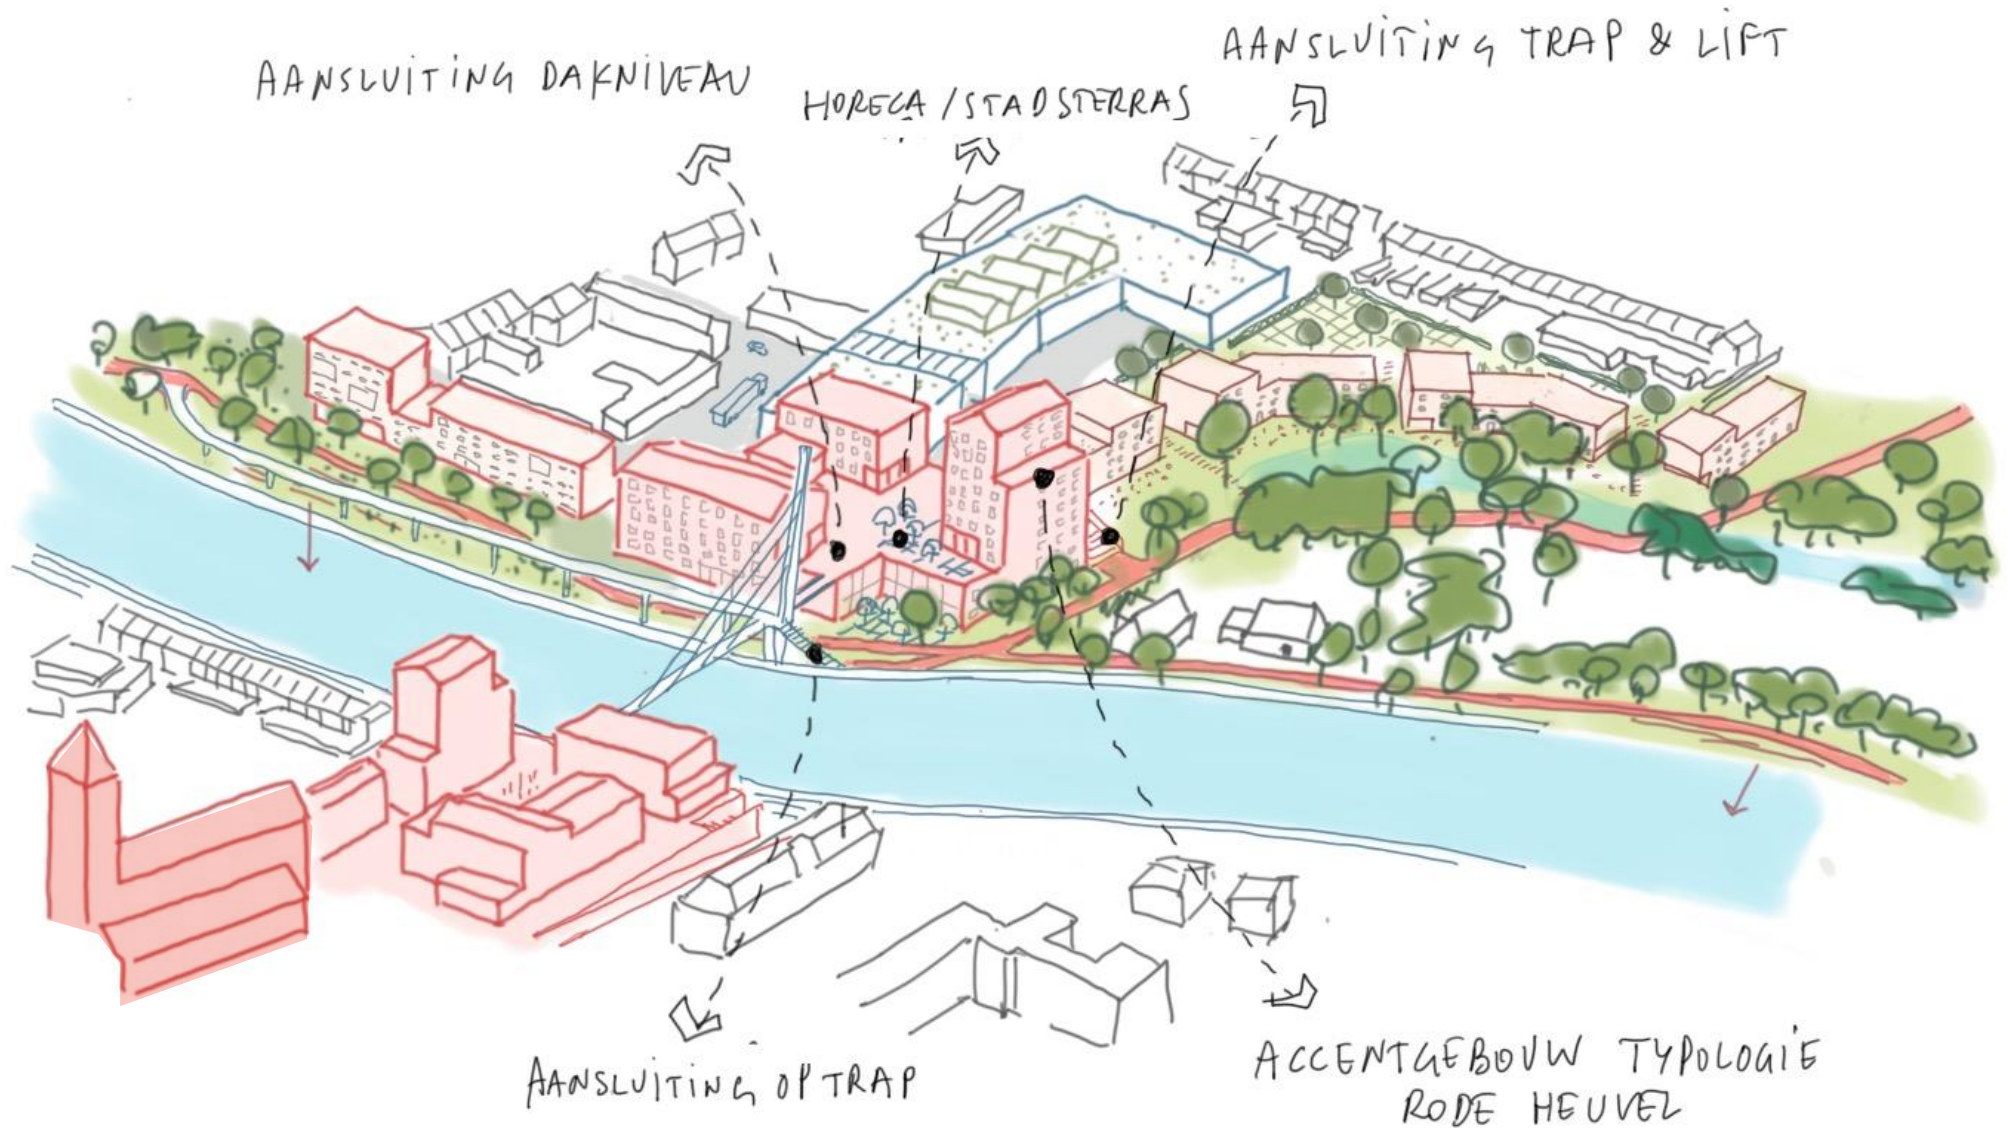 AANSLUITING TRAP & LIFT
AANSLUITING DAKNIVEAU
HORECA / STADSTERRAS
AANSLUITING OP TRAP
ACCENTGEBOUW TYPOLOGIE
RODE HEUVEL